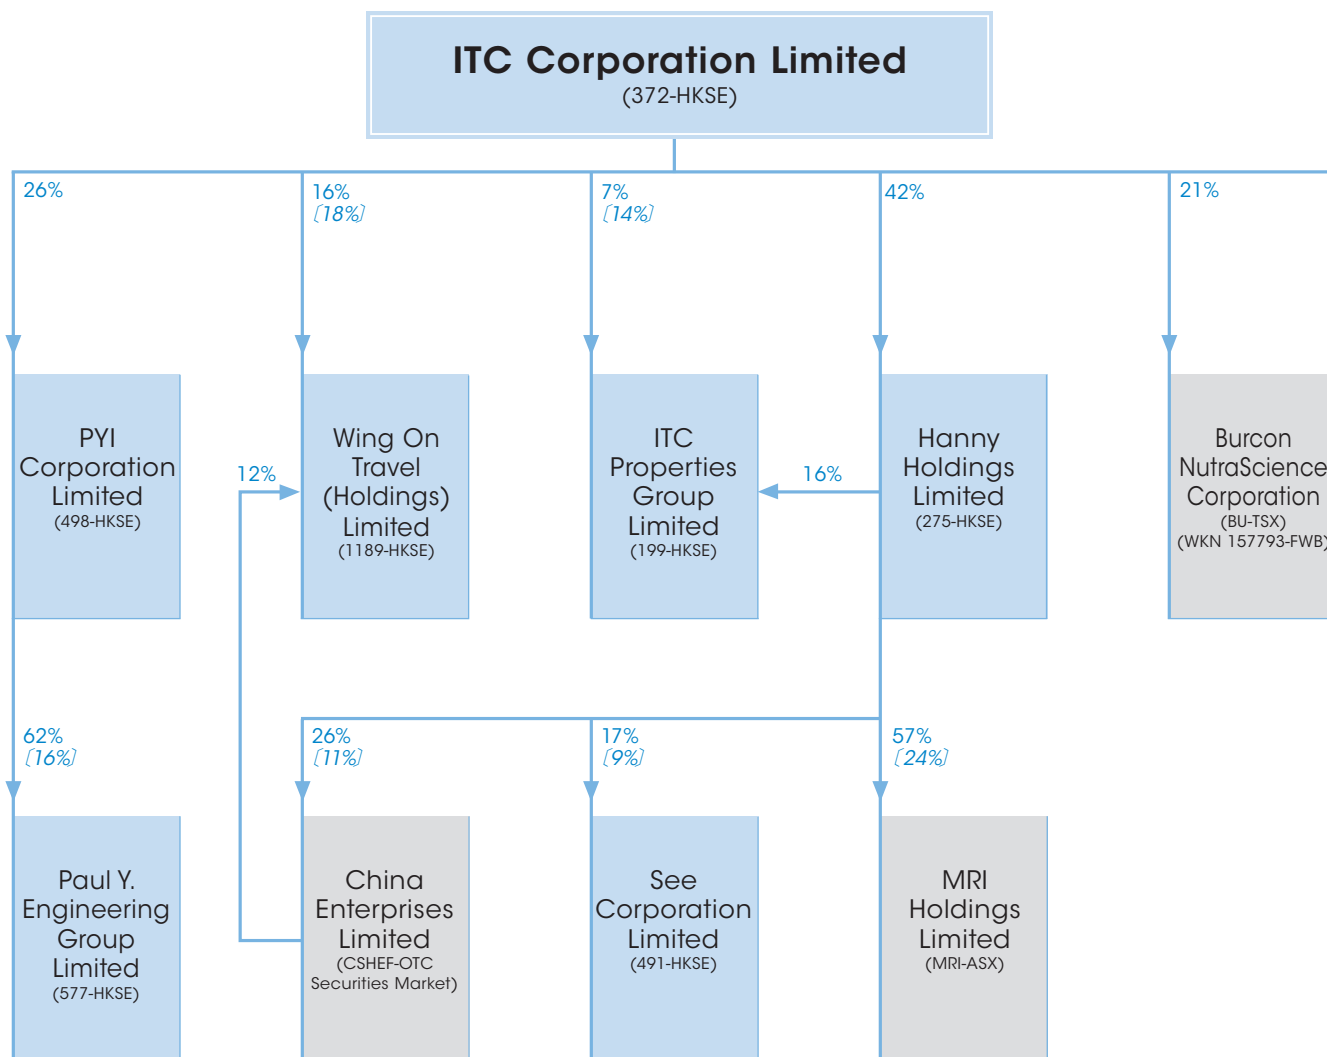 ITC Corporation Limited
(372-HKSE)
26%
16%
[18%]
7%
[14%]
42%
21%
PYI
Corporation
Limited
(498-HKSE)
12%
Wing On
Travel
(Holdings)
Limited
(1189-HKSE)
ITC
Properties
Group
Limited
(199-HKSE)
16%
Hanny
Holdings
Limited
(275-HKSE)
Burcon
NutraScience
Corporation
(BU-TSX)
(WKN 157793-FWB)
62%
[16%]
26%
[11%]
17%
[9%]
57%
[24%]
Paul Y.
Engineering
Group
Limited
(577-HKSE)
China
Enterprises
Limited
(CSHEF-OTC
Securities Market)
See
Corporation
Limited
(491-HKSE)
MRI
Holdings
Limited
(MRI-ASX)